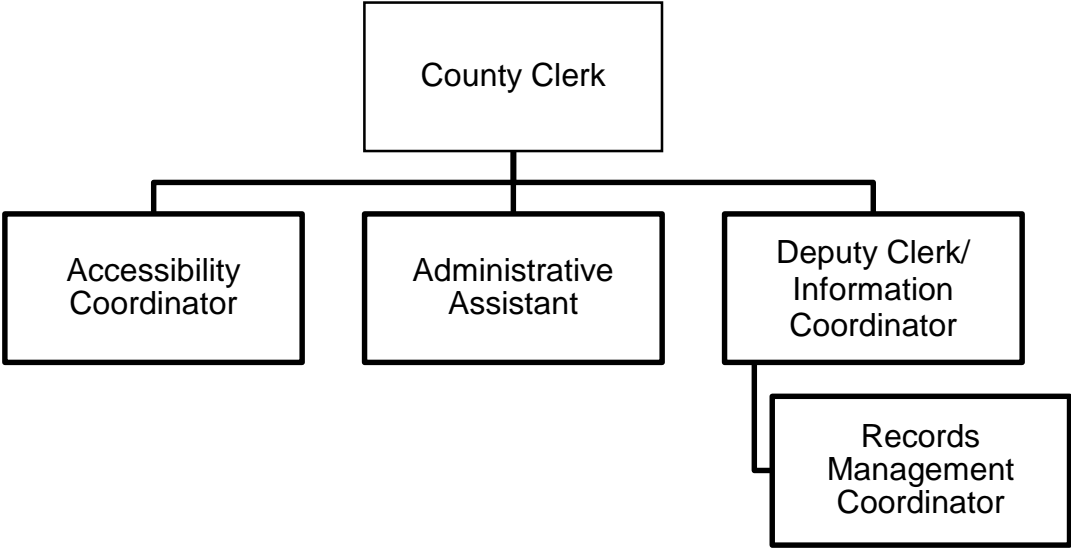 County Clerk
Accessibility
Coordinator
Administrative
Assistant
Deputy Clerk/
Information
Coordinator
Records
Management
Coordinator